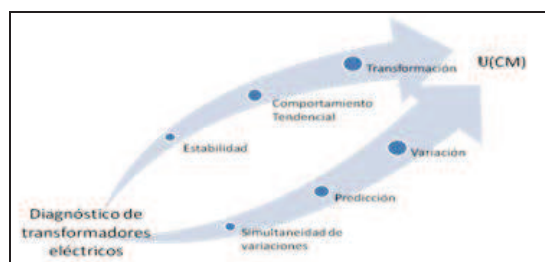 Transformación
U(CM)
Comportamiento
Tendencial
Estabilidad
Variación
Predicción
Diagnóstico de
transformadores
eléctricos
Simultaneidad de
variaciones